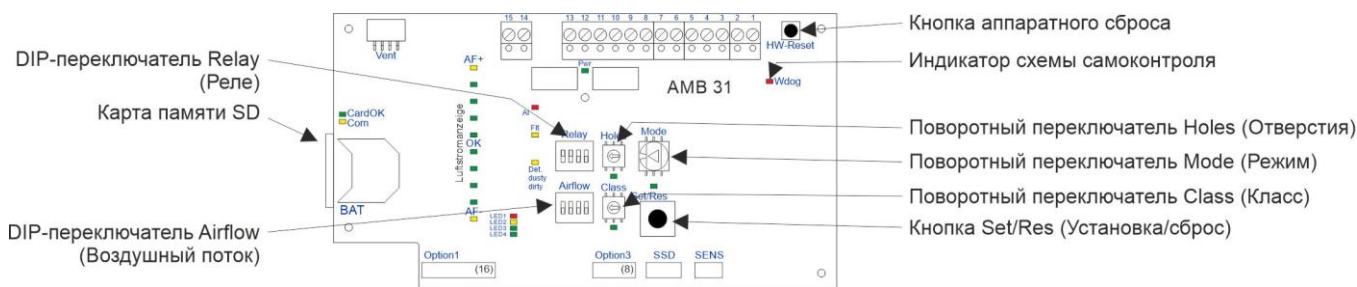 15 14
13 12 11 10 9 8 7 6 5 4 3 2 1
Кнопка аппаратного сброса
HW-Reset
Vent
DIP-переключатель Relay
(Реле)
AF+
Pwr
AMB 31
Wdog
Индикатор схемы самоконтроля
Карта памяти SD
CardOK
Com
Luftstromanzeige
OK
Al
Flt
Relay
Holes
Mode
Поворотный переключатель Holes (Отверстия)
Поворотный переключатель Mode (Режим)
Det.
dusty
dirty
Airflow
Class
Set/Res
Поворотный переключатель Class (Класс)
BAT
AF-
LED1
LED2
LED3
LED4
Кнопка Set/Res (Установка/сброс)
DIP-переключатель Airflow
(Воздушный поток)
Option1
(16)
Option3
(8)
SSD
SENS